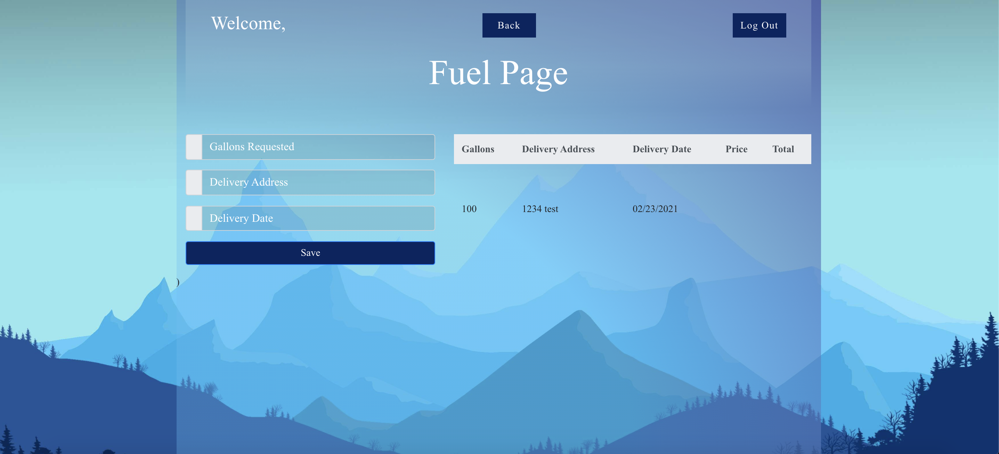 Welcome,
Back
Log Out
Fuel Page
Gallons Requested
Delivery Address
Delivery Date
Save
)
Gallons Delivery Address Delivery Date Price Total
100 1234 test 02/23/2021